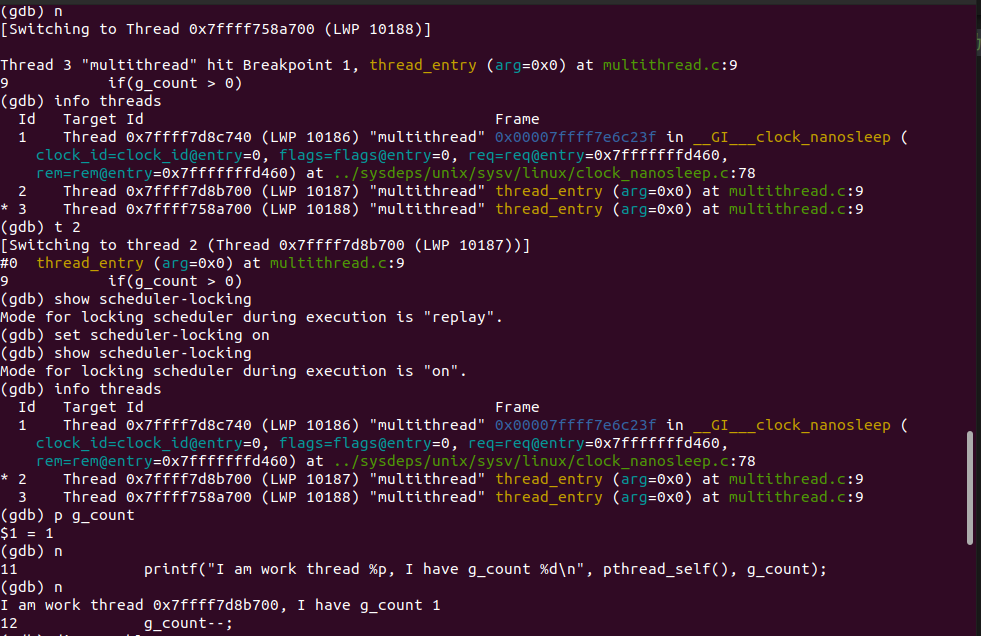 (gdb) n
[Switching to Thread 0x7ffff758a700 (LWP 10188)]
Thread 3 "multithread" hit Breakpoint 1, thread_entry (arg=0x0) at multithread.c:9
9           if(g_count > 0)
(gdb) info threads
  Id   Target Id                                       Frame
  1    Thread 0x7ffff7d8c740 (LWP 10186) "multithread" 0x00007ffff7e6c23f in __GI___clock_nanosleep (
    clock_id=clock_id@entry=0, flags=flags@entry=0, req=req@entry=0x7fffffffd460,
    rem=rem@entry=0x7fffffffd460) at ../sysdeps/unix/sysv/linux/clock_nanosleep.c:78
  2    Thread 0x7ffff7d8b700 (LWP 10187) "multithread" thread_entry (arg=0x0) at multithread.c:9
* 3    Thread 0x7ffff758a700 (LWP 10188) "multithread" thread_entry (arg=0x0) at multithread.c:9
(gdb) t 2
[Switching to thread 2 (Thread 0x7ffff7d8b700 (LWP 10187))]
#0  thread_entry (arg=0x0) at multithread.c:9
9           if(g_count > 0)
(gdb) show scheduler-locking
Mode for locking scheduler during execution is "replay".
(gdb) set scheduler-locking on
(gdb) show scheduler-locking
Mode for locking scheduler during execution is "on".
(gdb) info threads
  Id   Target Id                                       Frame
  1    Thread 0x7ffff7d8c740 (LWP 10186) "multithread" 0x00007ffff7e6c23f in __GI___clock_nanosleep (
    clock_id=clock_id@entry=0, flags=flags@entry=0, req=req@entry=0x7fffffffd460,
    rem=rem@entry=0x7fffffffd460) at ../sysdeps/unix/sysv/linux/clock_nanosleep.c:78
* 2    Thread 0x7ffff7d8b700 (LWP 10187) "multithread" thread_entry (arg=0x0) at multithread.c:9
  3    Thread 0x7ffff758a700 (LWP 10188) "multithread" thread_entry (arg=0x0) at multithread.c:9
(gdb) p g_count
$1 = 1
(gdb) n
11              printf("I am work thread %p, I have g_count %d\n", pthread_self(), g_count);
(gdb) n
I am work thread 0x7ffff7d8b700, I have g_count 1
12              g_count--;